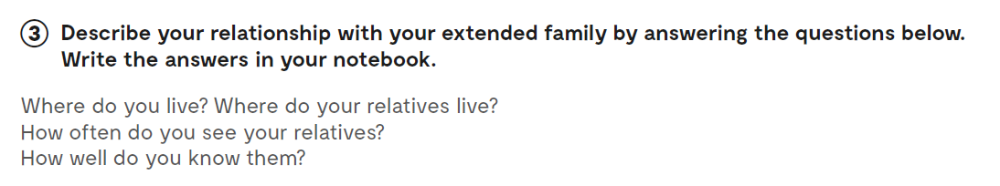 3 Describe your relationship with your extended family by answering the questions below.
Write the answers in your notebook.
Where do you live? Where do your relatives live?
How often do you see your relatives?
How well do you know them?